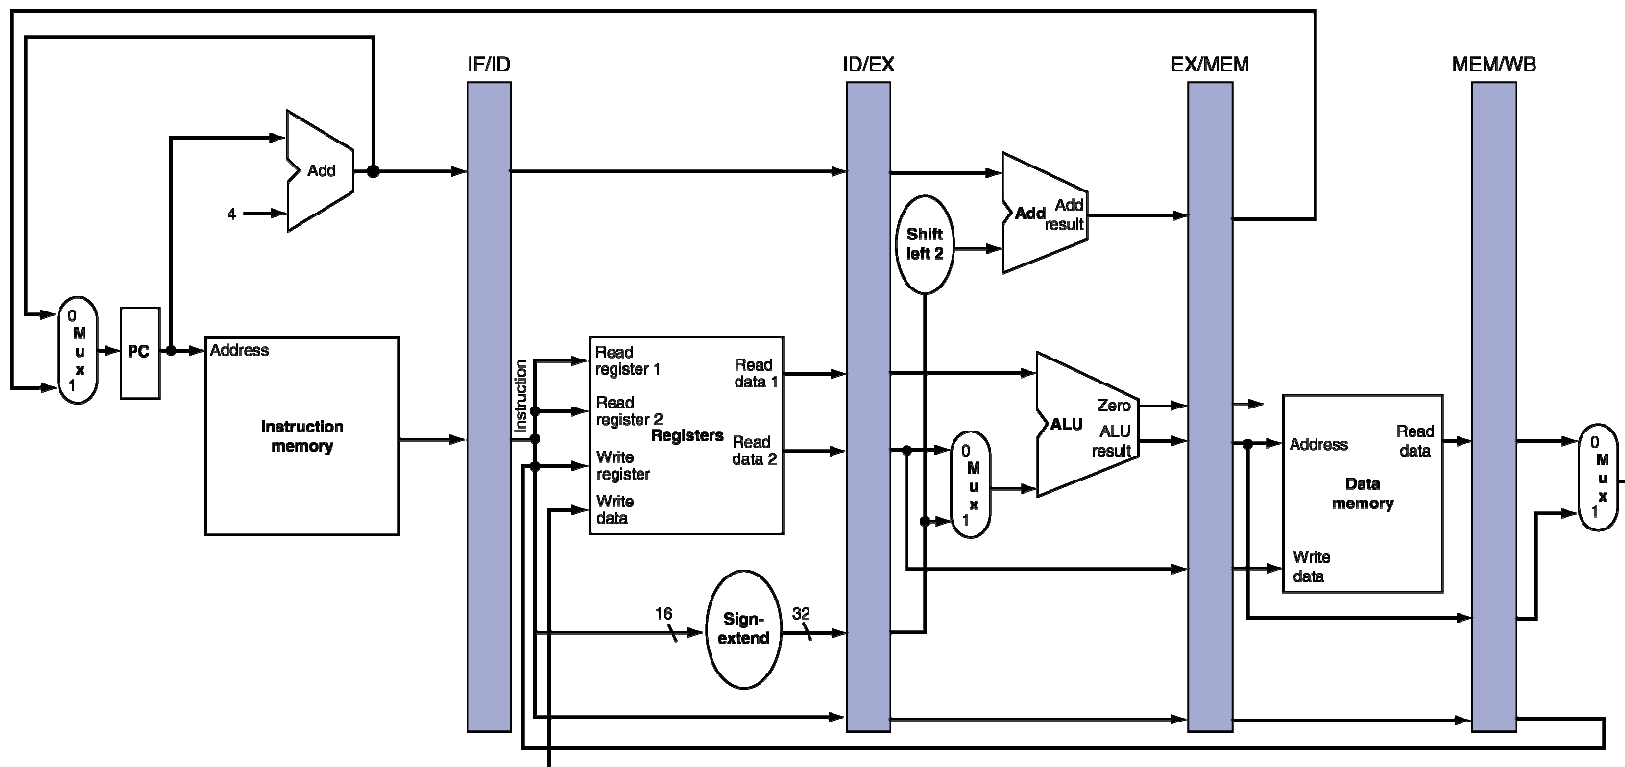 IF/ID
ID/EX
EX/MEM
MEM/WB
Add
4
Add
Add
result
Shift
left 2
0
M
u
x
1
PC
Address
Instruction
memory
Instruction
Read
register 1
Read
register 2
Write
register
Write
data
Registers
Read
data 1
Read
data 2
16
Sign-
extend
32
0
M
u
x
1
Zero
ALU
ALU
result
Address
Read
data
Data
memory
Write
data
0
M
u
x
1